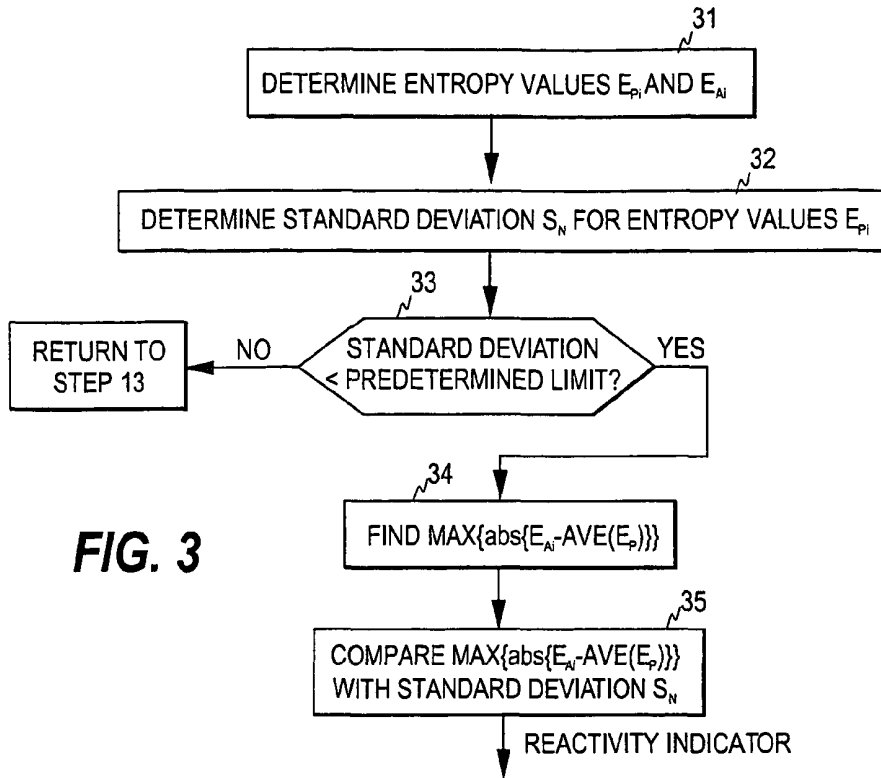 31
DETERMINE ENTROPY VALUES E_Pi AND E_Ai
32
DETERMINE STANDARD DEVIATION S_N FOR ENTROPY VALUES E_Pi
33
RETURN TO
STEP 13
NO
STANDARD DEVIATION
< PREDETERMINED LIMIT?
YES
34
FIND MAX{abs{E_Ai-AVE(E_P)}}
FIG. 3
35
COMPARE MAX{abs{E_Ai-AVE(E_P)}}
WITH STANDARD DEVIATION S_N
REACTIVITY INDICATOR